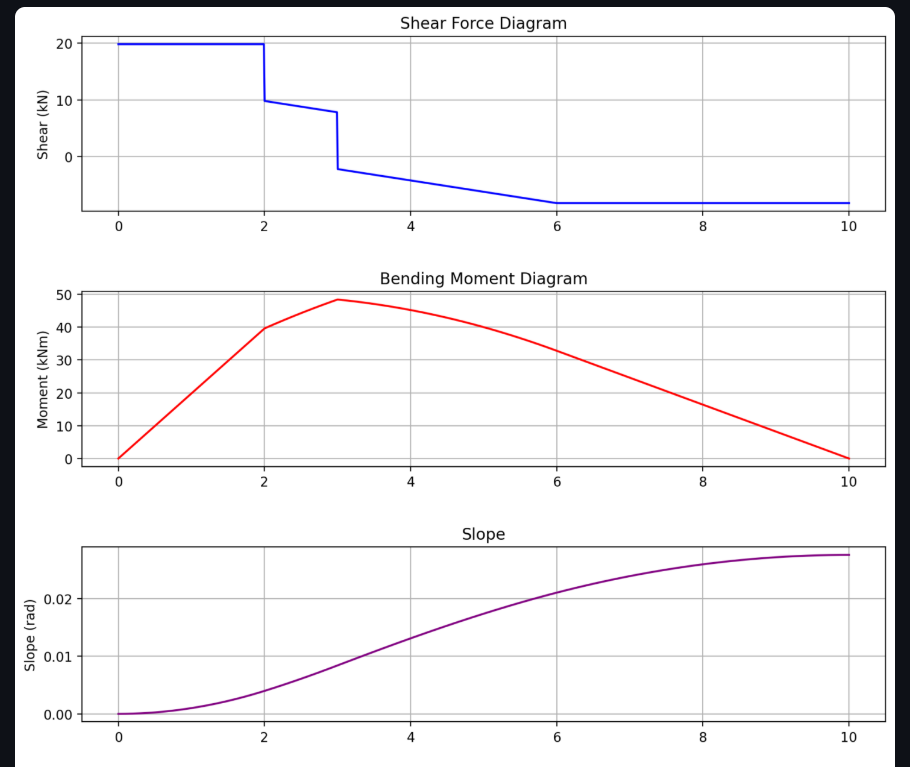 Shear Force Diagram
20
10
0
Shear (kN)
0 2 4 6 8 10
Bending Moment Diagram
50
40
30
20
10
0
Moment (kNm)
0 2 4 6 8 10
Slope
0.02
0.01
0.00
Slope (rad)
0 2 4 6 8 10